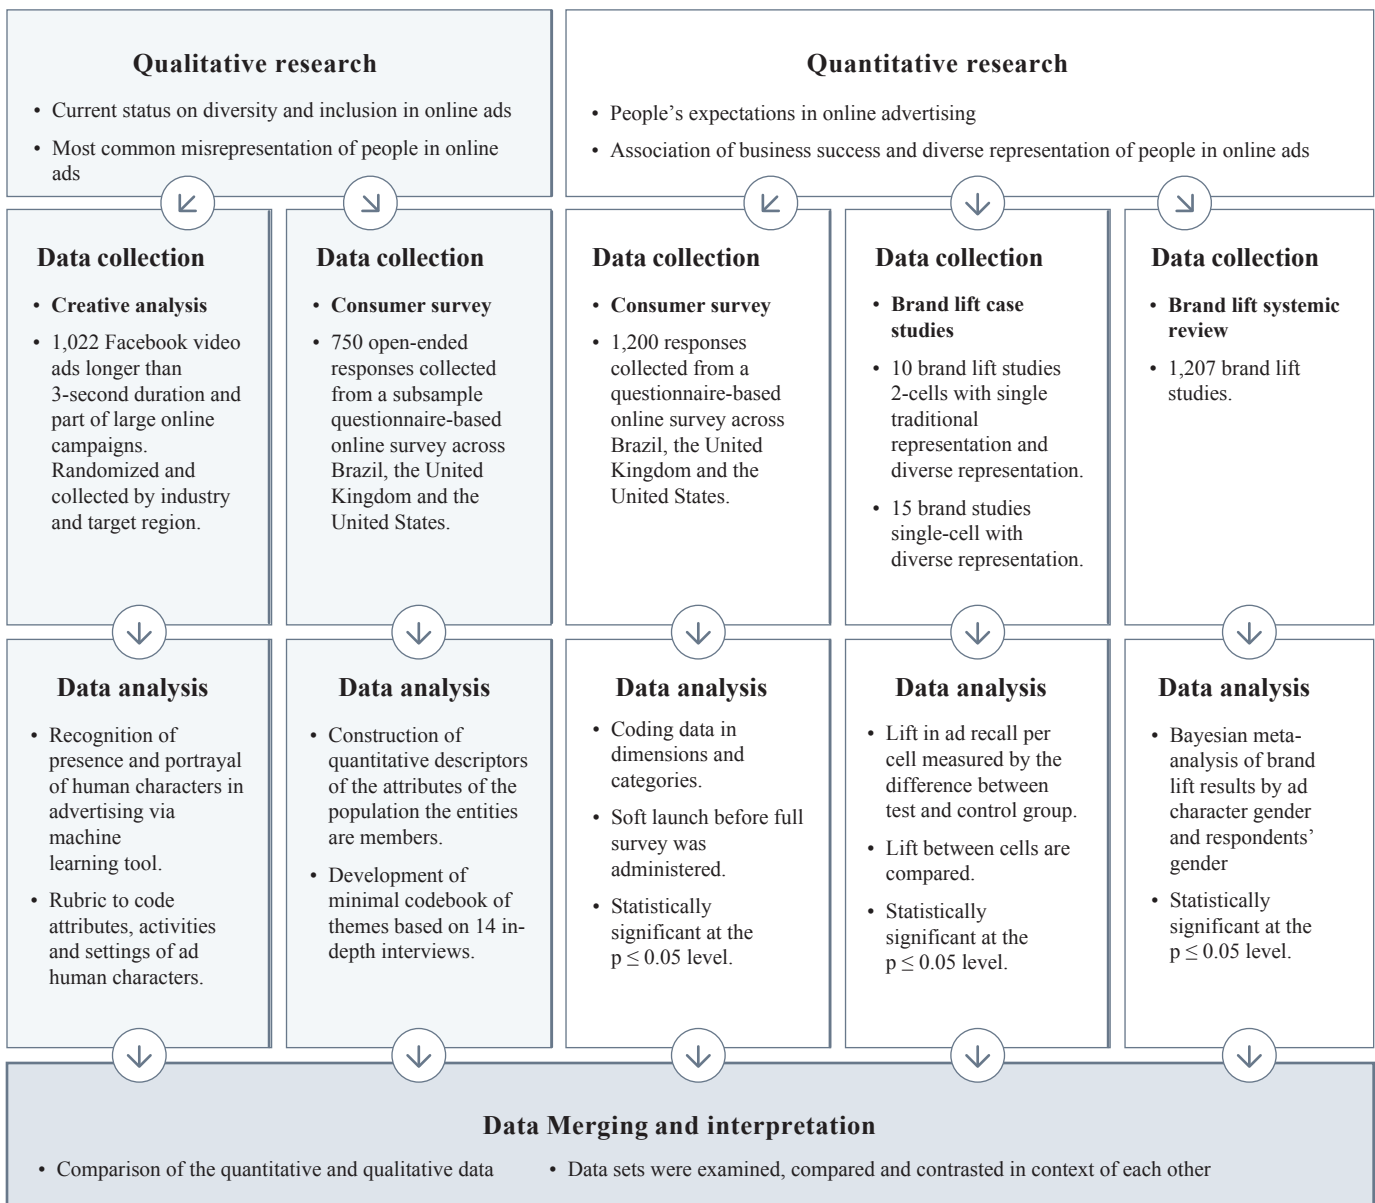 Qualitative research
• Current status on diversity and inclusion in online ads
• Most common misrepresentation of people in online
ads
Quantitative research
• People’s expectations in online advertising
• Association of business success and diverse representation of people in online ads
Data collection
• Creative analysis
• 1,022 Facebook video
ads longer than
3-second duration and
part of large online
campaigns.
Randomized and
collected by industry
and target region.
Data collection
• Consumer survey
• 750 open-ended
responses collected
from a subsample
questionnaire-based
online survey across
Brazil, the United
Kingdom and the
United States.
Data collection
• Consumer survey
• 1,200 responses
collected from a
questionnaire-based
online survey across
Brazil, the United
Kingdom and the
United States.
Data collection
• Brand lift case
studies
• 10 brand lift studies
2-cells with single
traditional
representation and
diverse representation.
• 15 brand studies
single-cell with
diverse representation.
Data collection
• Brand lift systemic
review
• 1,207 brand lift
studies.
Data analysis
• Recognition of
presence and portrayal
of human characters in
advertising via
machine
learning tool.
• Rubric to code
attributes, activities
and settings of ad
human characters.
Data analysis
• Construction of
quantitative descriptors
of the attributes of the
population the entities
are members.
• Development of
minimal codebook of
themes based on 14 in-
depth interviews.
Data analysis
• Coding data in
dimensions and
categories.
• Soft launch before full
survey was
administered.
• Statistically
significant at the
p ≤ 0.05 level.
Data analysis
• Lift in ad recall per
cell measured by the
difference between
test and control group.
• Lift between cells are
compared.
• Statistically
significant at the
p ≤ 0.05 level.
Data analysis
• Bayesian meta-
analysis of brand
lift results by ad
character gender
and respondents’
gender
• Statistically
significant at the
p ≤ 0.05 level.
Data Merging and interpretation
• Comparison of the quantitative and qualitative data
• Data sets were examined, compared and contrasted in context of each other